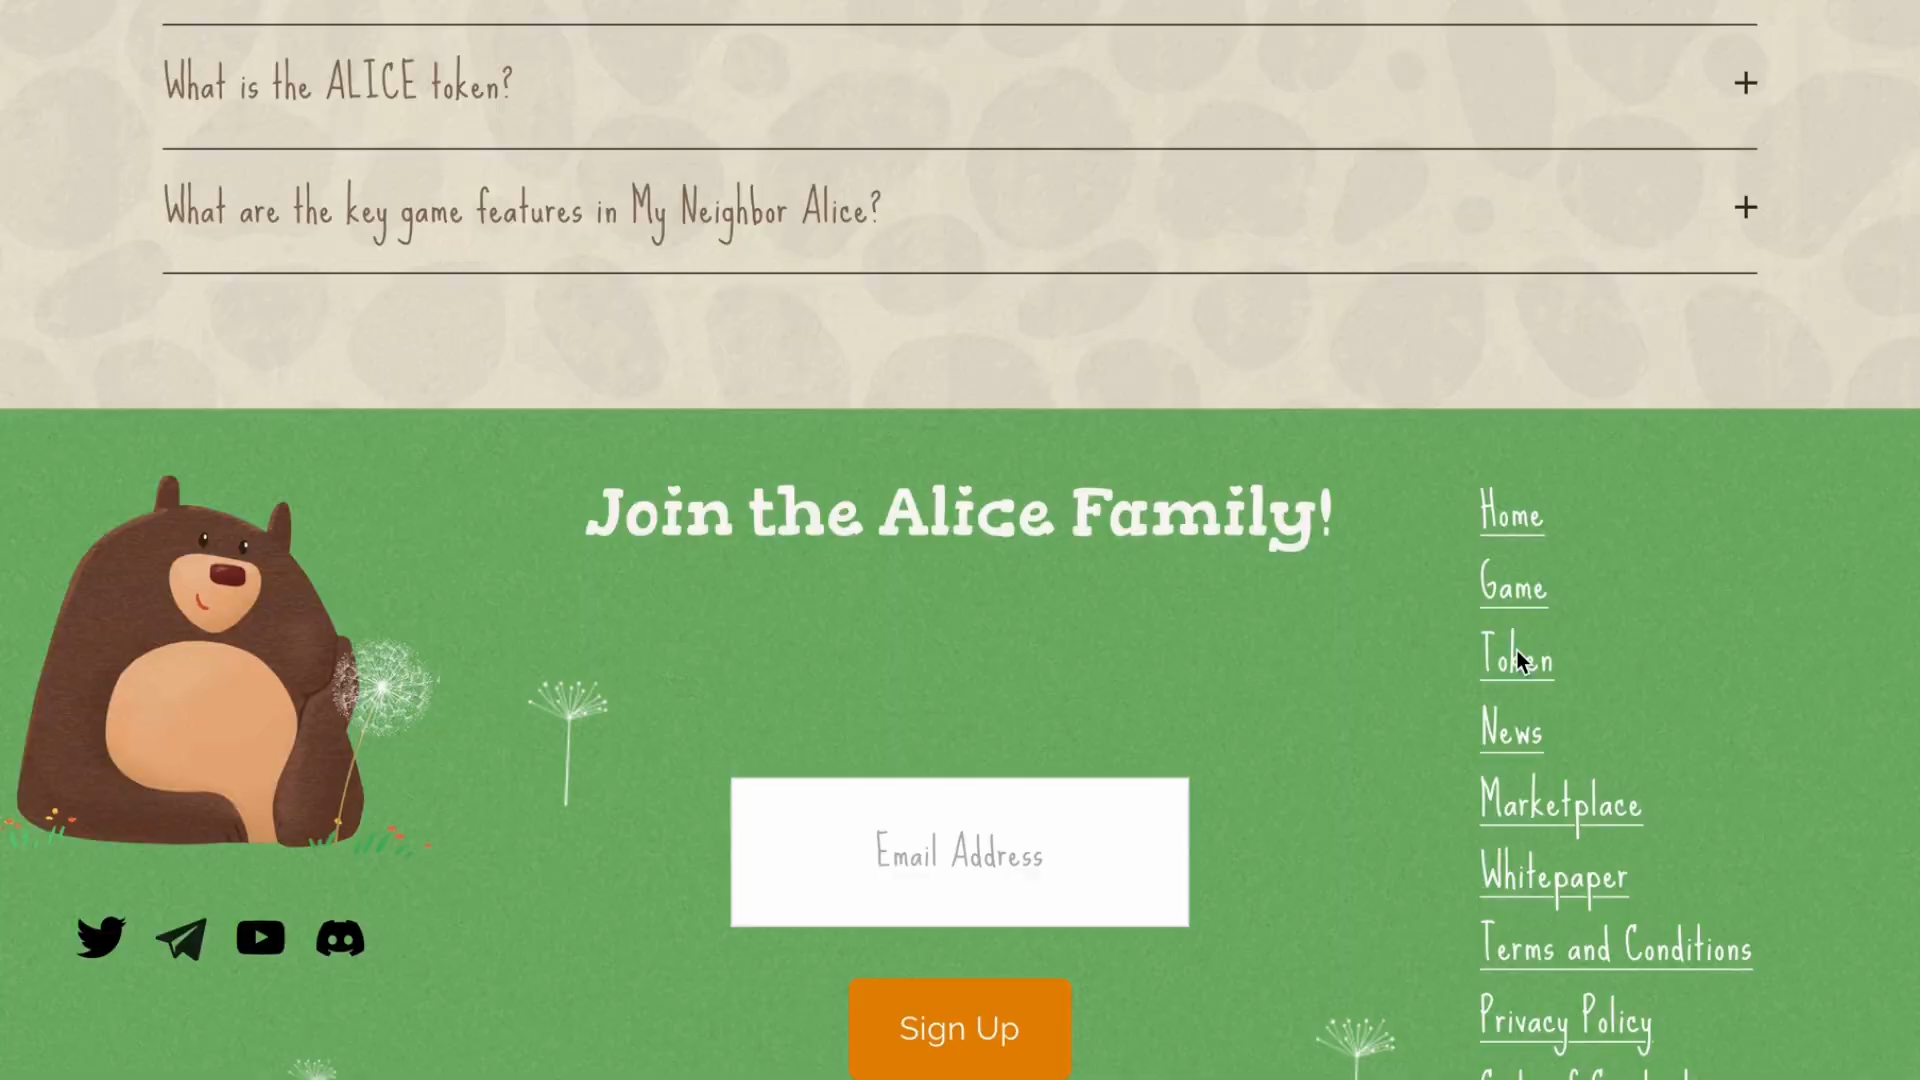 What is the ALICE token?
What are the key game features in My Neighbor Alice?
Join the Alice Family!
Email Address
Sign Up
Home
Game
Token
News
Marketplace
Whitepaper
Terms and Conditions
Privacy Policy